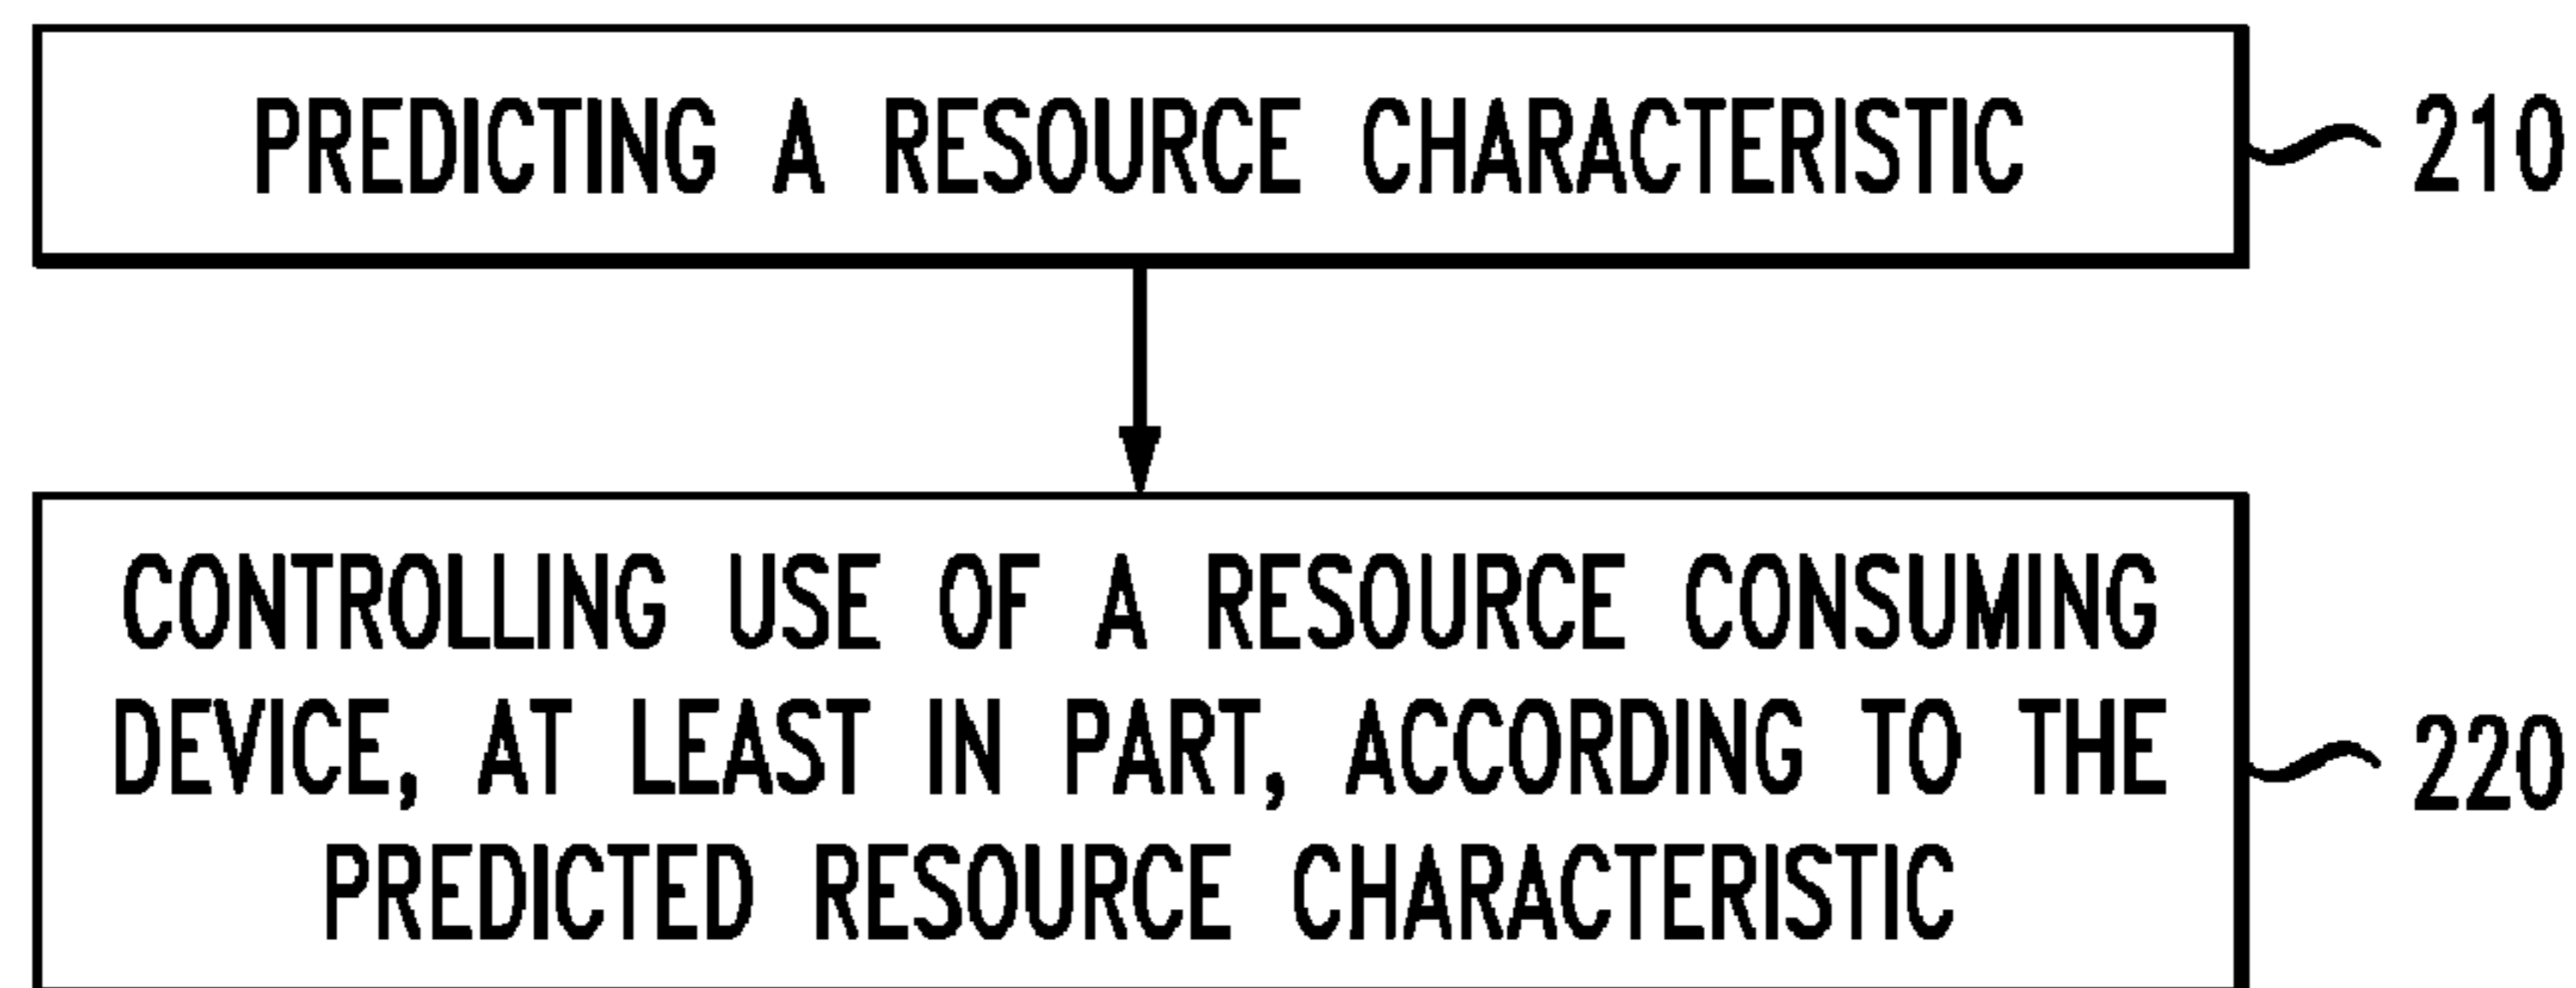 PREDICTING A RESOURCE CHARACTERISTIC
210
CONTROLLING USE OF A RESOURCE CONSUMING
DEVICE, AT LEAST IN PART, ACCORDING TO THE
PREDICTED RESOURCE CHARACTERISTIC
220